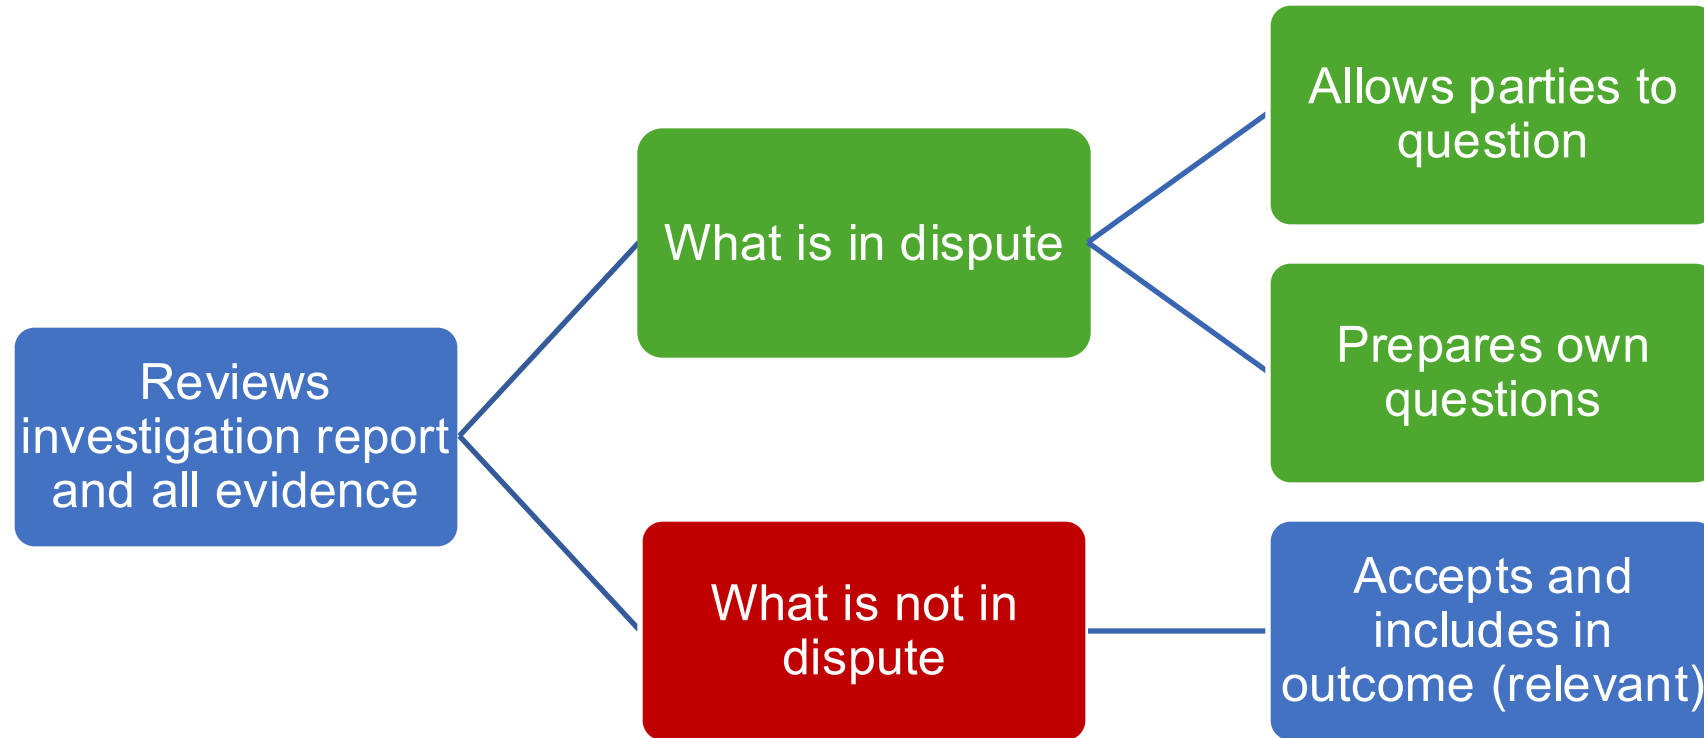 Reviews
investigation report
and all evidence
What is in dispute
Allows parties to
question
Prepares own
questions
What is not in
dispute
Accepts and
includes in
outcome (relevant)